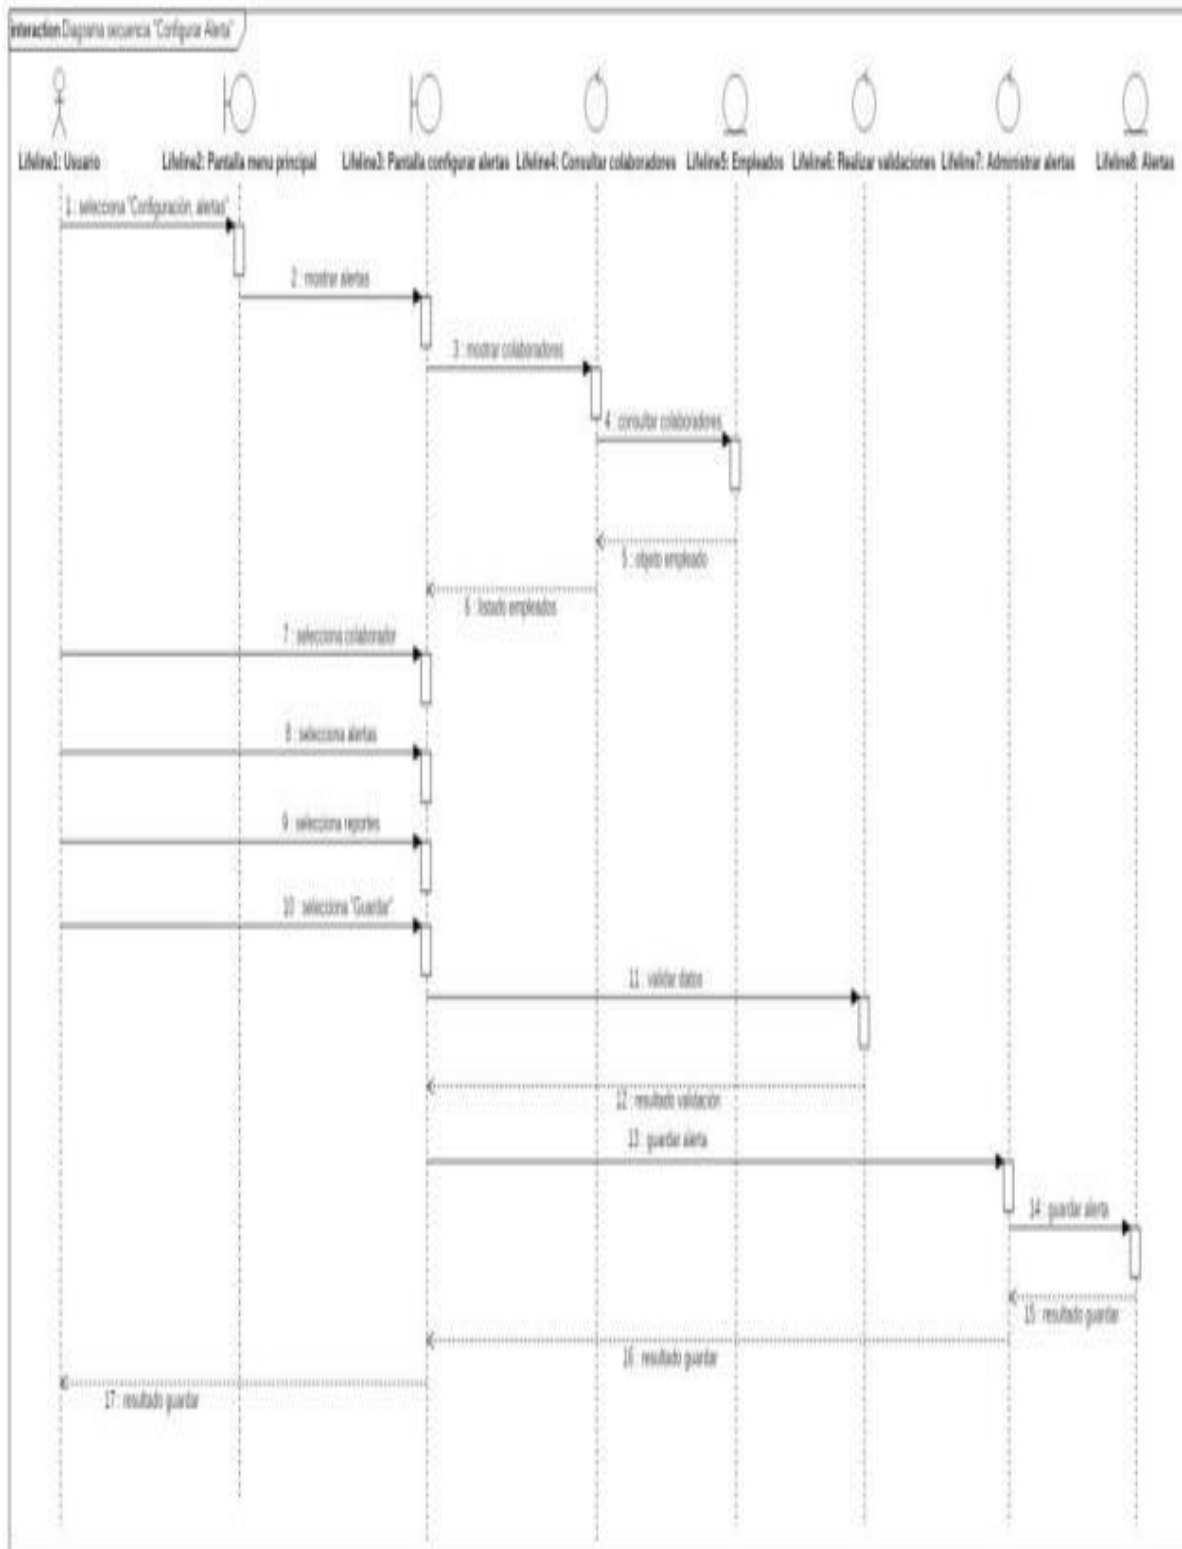 interaction Diagrama secuencia "Configurar Alerta"
Lifeline1: Usuario
Lifeline2: Pantalla menu principal
Lifeline3: Pantalla configurar alertas
Lifeline4: Consultar colaboradores
Lifeline5: Empleados
Lifeline6: Realizar validaciones
Lifeline7: Administrar alertas
Lifeline8: Alertas
1 : selecciona "Configuración, alertas"
2 : mostrar alertas
3 : mostrar colaboradores
4 : consultar colaboradores
5 : objeto empleado
6 : listado empleados
7 : selecciona colaborador
8 : selecciona alertas
9 : selecciona reportes
10 : selecciona "Guardar"
11 : validar datos
12 : resultado validación
13 : guardar alerta
14 : guardar alerta
15 : resultado guardar
16 : resultado guardar
17 : resultado guardar